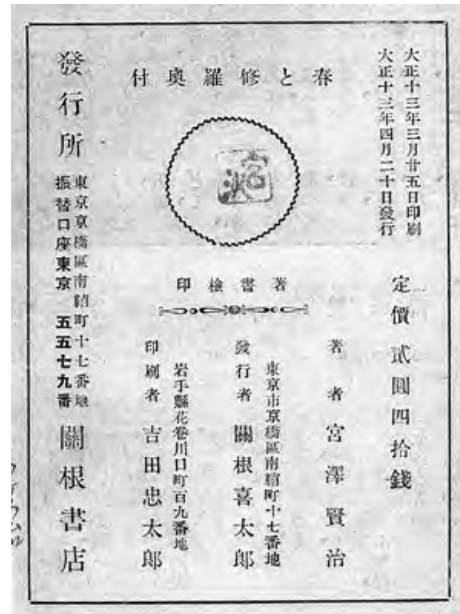 大正十三年三月廿五日印刷
大正十三年四月二十日發行
春と修羅奥付
宮澤
定價貳圓四拾錢
著者檢印
著者 宮澤賢治
東京市京橋區南鞘町十七番地
發行者 關根喜太郎
岩手縣花卷川口町百九番地
印刷者 吉田忠太郎
發行所
東京京橋區南鞘町十七番地
振替口座東京 五五七九番
關根書店